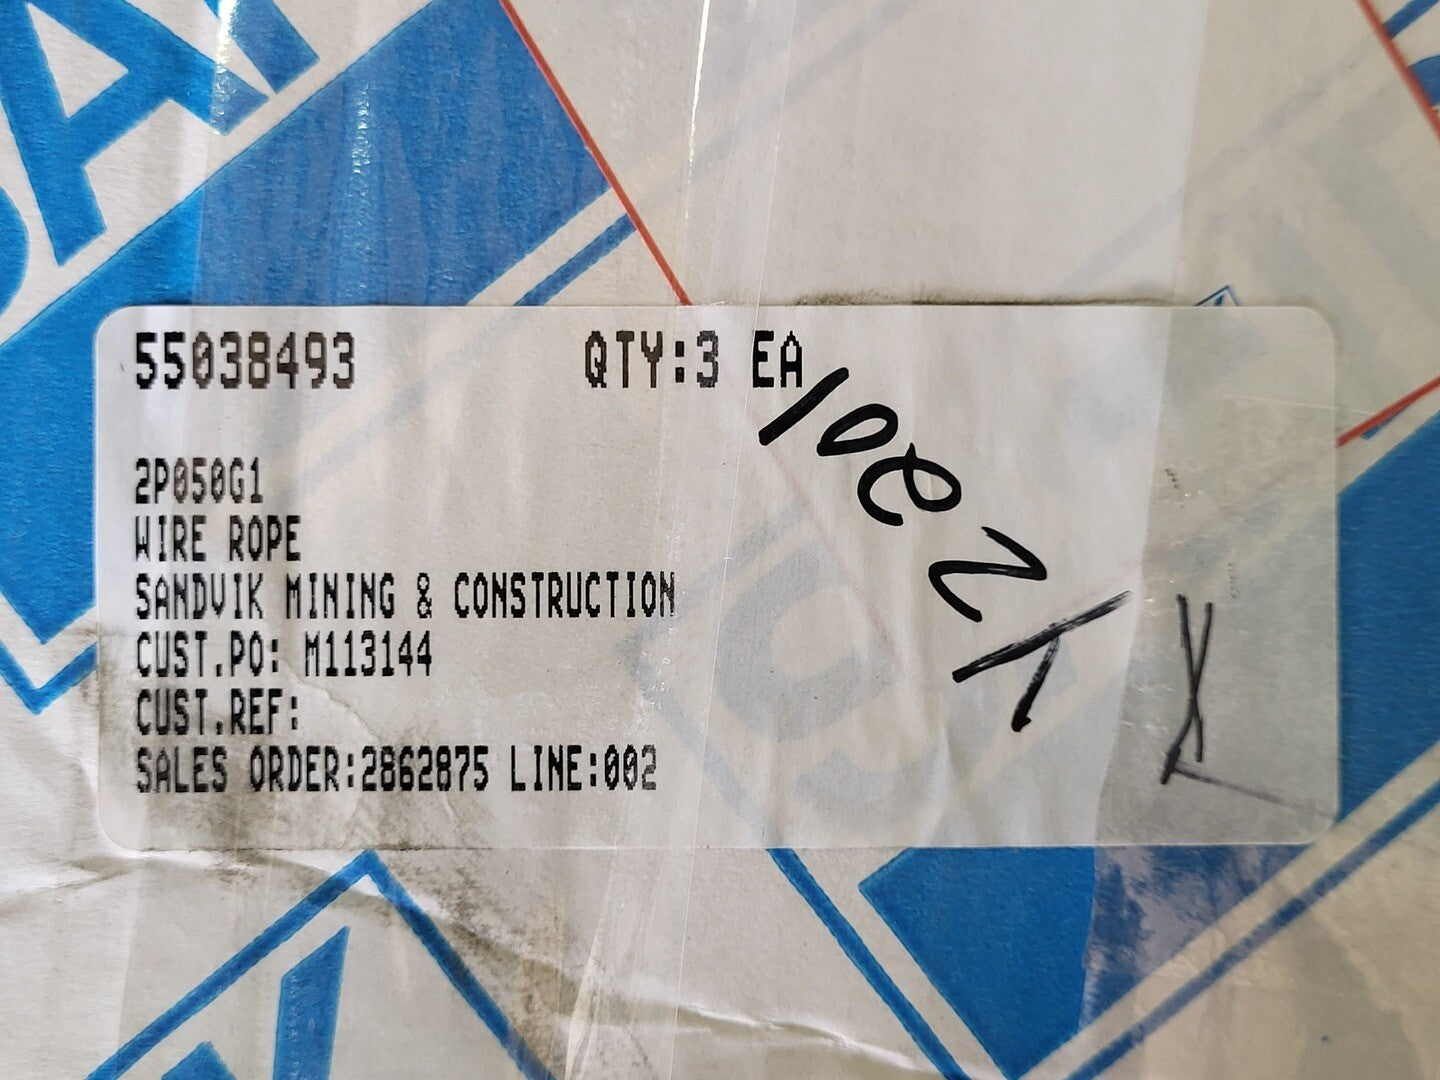 55038493 QTY:3 EA
2P050G1
WIRE ROPE
SANDVIK MINING & CONSTRUCTION
CUST.PO: M113144
CUST.REF:
SALES ORDER:2862875 LINE:002